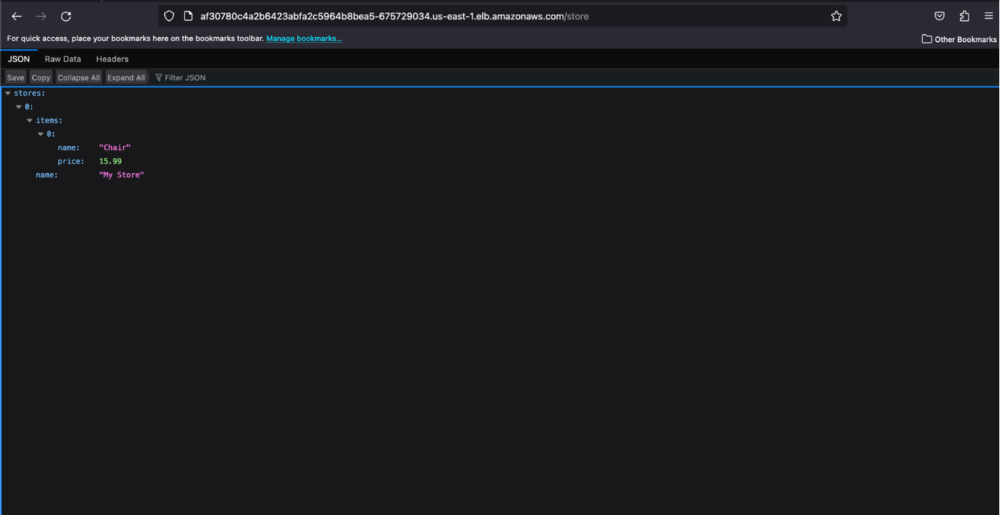 af30780c4a2b6423abfa2c5964b8bea5-675729034.us-east-1.elb.amazonaws.com/store
For quick access, place your bookmarks here on the bookmarks toolbar. Manage bookmarks... Other Bookmarks
JSON Raw Data Headers
Save Copy Collapse All Expand All Filter JSON
stores:
0:
items:
0:
name: "Chair"
price: 15.99
name: "My Store"